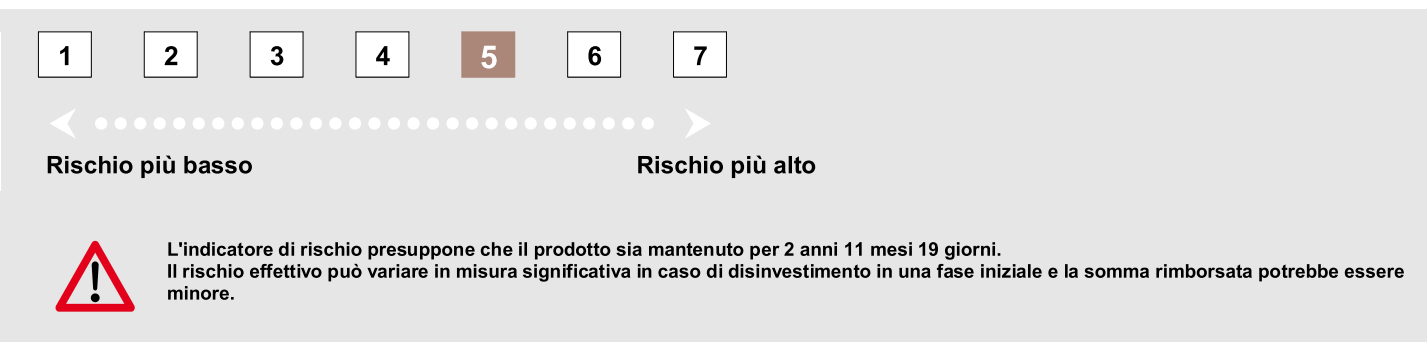 1 2 3 4 5 6 7
Rischio più basso Rischio più alto
L'indicatore di rischio presuppone che il prodotto sia mantenuto per 2 anni 11 mesi 19 giorni.
Il rischio effettivo può variare in misura significativa in caso di disinvestimento in una fase iniziale e la somma rimborsata potrebbe essere
minore.